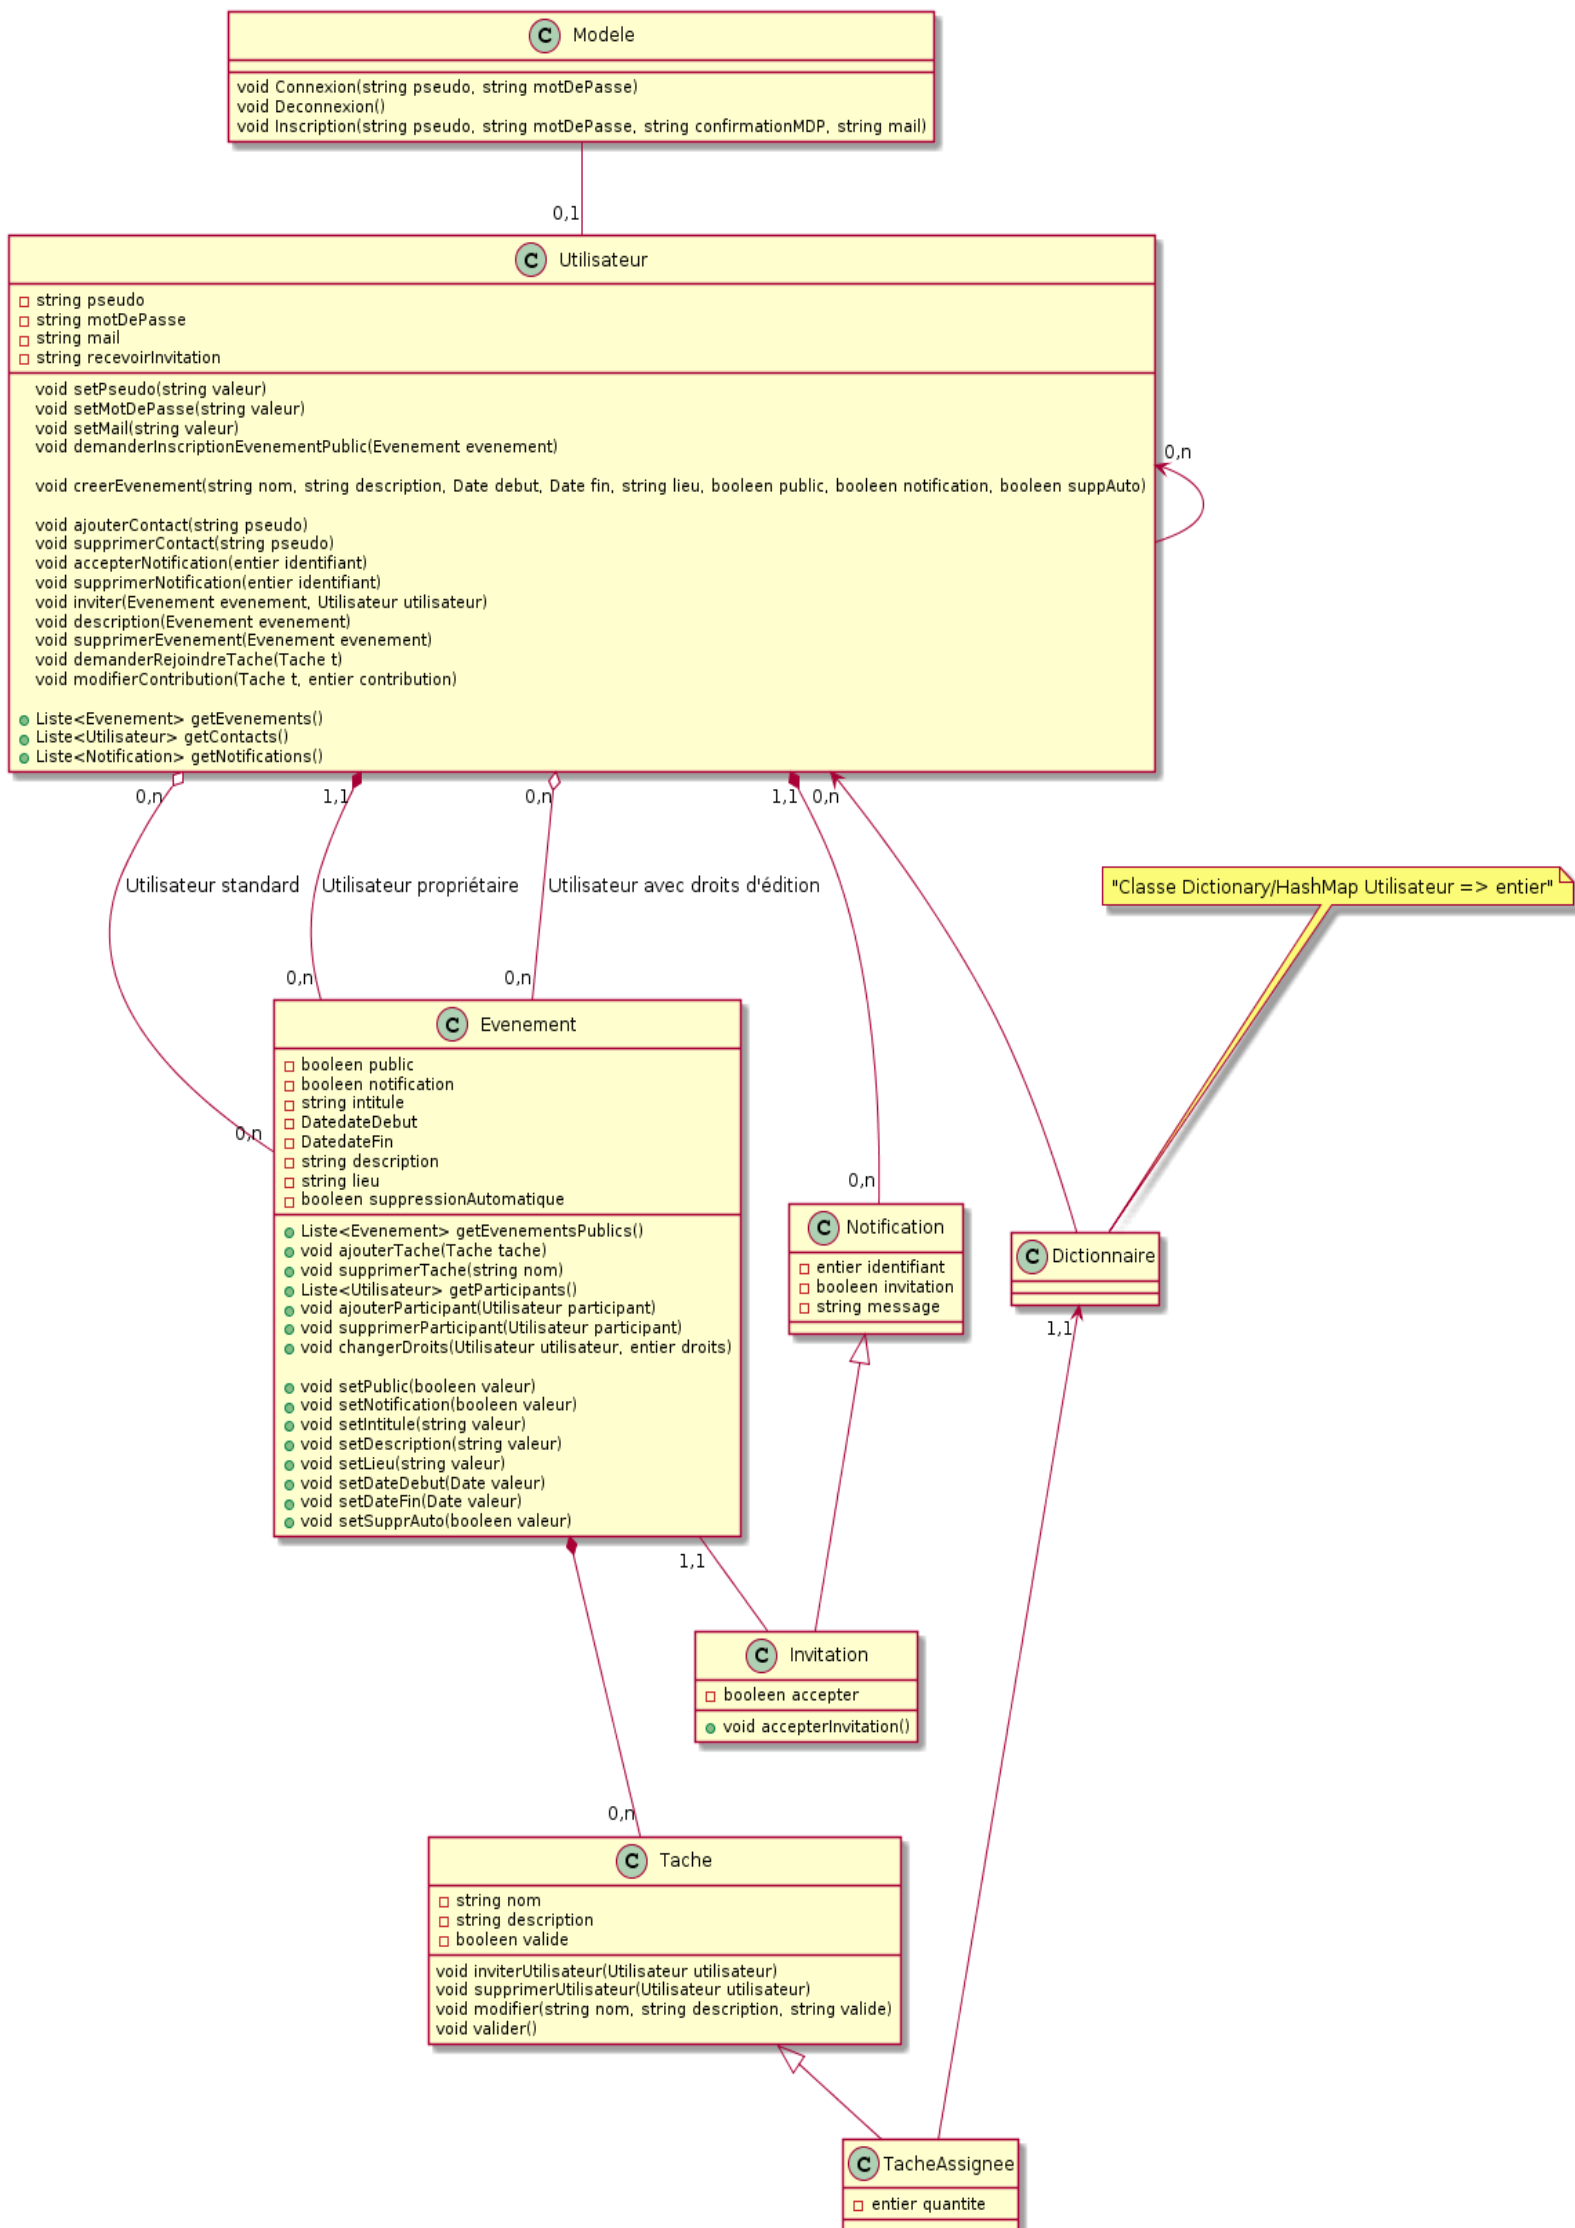 C Modele
void Connexion(string pseudo, string motDePasse)
void Deconnexion()
void Inscription(string pseudo, string motDePasse, string confirmationMDP, string mail)
0,1
C Utilisateur
string pseudo
string motDePasse
string mail
string recevoirInvitation
void setPseudo(string valeur)
void setMotDePasse(string valeur)
void setMail(string valeur)
void demanderInscriptionEvenementPublic(Evenement evenement)
void creerEvenement(string nom, string description, Date debut, Date fin, string lieu, booleen public, booleen notification, booleen suppAuto)
void ajouterContact(string pseudo)
void supprimerContact(string pseudo)
void accepterNotification(entier identifiant)
void supprimerNotification(entier identifiant)
void inviter(Evenement evenement, Utilisateur utilisateur)
void description(Evenement evenement)
void supprimerEvenement(Evenement evenement)
void demanderRejoindreTache(Tache t)
void modifierContribution(Tache t, entier contribution)
Liste<Evenement> getEvenements()
Liste<Utilisateur> getContacts()
Liste<Notification> getNotifications()
0,n
0,n 1,1 0,n 1,1 0,n
Utilisateur standard Utilisateur propriétaire Utilisateur avec droits d'édition
"Classe Dictionary/HashMap Utilisateur => entier"
0,n 0,n
0,n
C Evenement
booleen public
booleen notification
string intitule
DatedateDebut
DatedateFin
string description
string lieu
booleen suppressionAutomatique
Liste<Evenement> getEvenementsPublics()
void ajouterTache(Tache tache)
void supprimerTache(string nom)
Liste<Utilisateur> getParticipants()
void ajouterParticipant(Utilisateur participant)
void supprimerParticipant(Utilisateur participant)
void changerDroits(Utilisateur utilisateur, entier droits)
void setPublic(booleen valeur)
void setNotification(booleen valeur)
void setIntitule(string valeur)
void setDescription(string valeur)
void setLieu(string valeur)
void setDateDebut(Date valeur)
void setDateFin(Date valeur)
void setSupprAuto(booleen valeur)
0,n
C Notification
entier identifiant
booleen invitation
string message
C Dictionnaire
1,1
1,1
C Invitation
booleen accepter
void accepterInvitation()
0,n
C Tache
string nom
string description
booleen valide
void inviterUtilisateur(Utilisateur utilisateur)
void supprimerUtilisateur(Utilisateur utilisateur)
void modifier(string nom, string description, string valide)
void valider()
C TacheAssignee
entier quantite